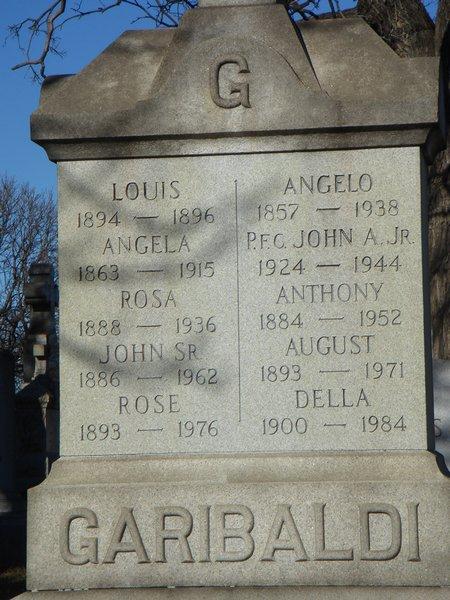 G
LOUIS
1894 — 1896
ANGELA
1863 — 1915
ROSA
1888 — 1936
JOHN SR
1886 — 1962
ROSE
1893 — 1976
ANGELO
1857 — 1938
P.F.C. JOHN A. JR.
1924 — 1944
ANTHONY
1884 — 1952
AUGUST
1893 — 1971
DELLA
1900 — 1984
GARIBALDI